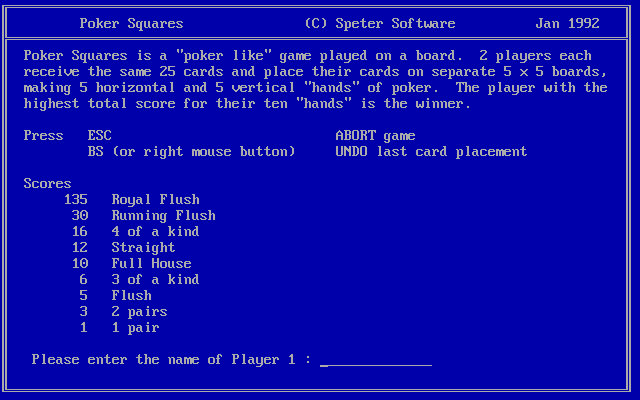 Poker Squares (C) Speter Software Jan 1992
Poker Squares is a "poker like" game played on a board. 2 players each
receive the same 25 cards and place their cards on separate 5 × 5 boards,
making 5 horizontal and 5 vertical "hands" of poker. The player with the
highest total score for their ten "hands" is the winner.
Press ESC ABORT game
BS (or right mouse button) UNDO last card placement
Scores
135 Royal Flush
30 Running Flush
16 4 of a kind
12 Straight
10 Full House
6 3 of a kind
5 Flush
3 2 pairs
1 1 pair
Please enter the name of Player 1 : ______________